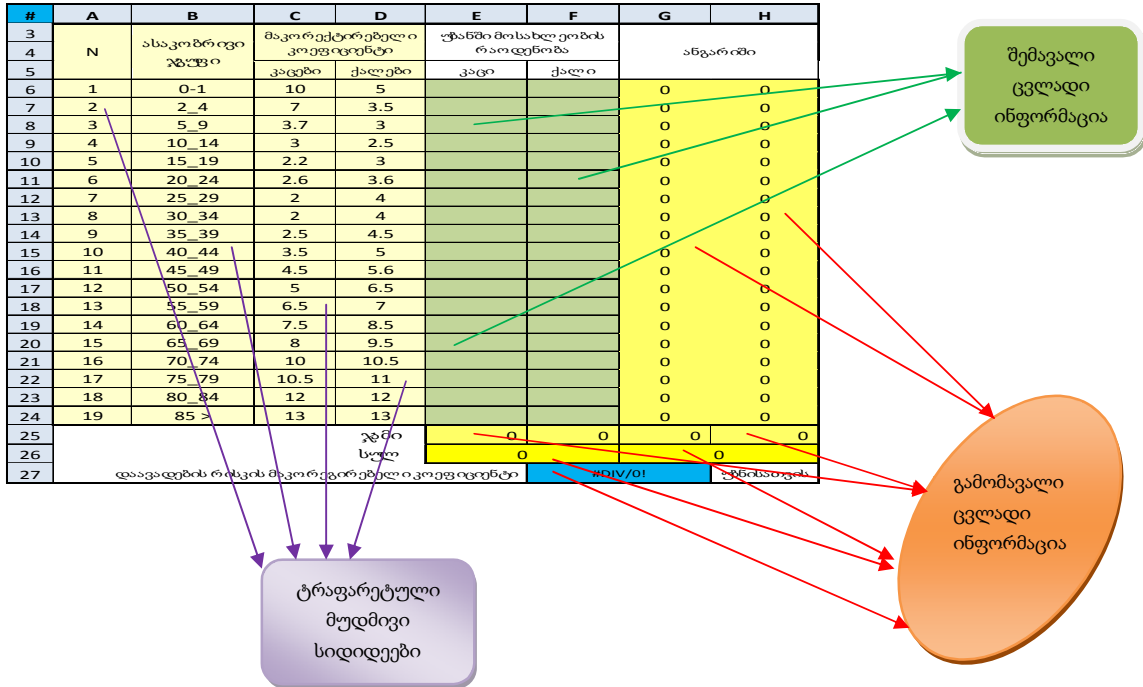 # A B C D E F G H
3 4 5
N
ასაკობრივი
ჯგუფი
მაკორექტირებელი
კოეფიციენტი
კაცები ქალები
უბანში მოსახლეობის
რაოდენობა
კაცი ქალი
ანგარიში
6 1 0-1 10 5 0 0
7 2 2_4 7 3.5 0 0
8 3 5_9 3.7 3 0 0
9 4 10_14 3 2.5 0 0
10 5 15_19 2.2 3 0 0
11 6 20_24 2.6 3.6 0 0
12 7 25_29 2 4 0 0
13 8 30_34 2 4 0 0
14 9 35_39 2.5 4.5 0 0
15 10 40_44 3.5 5 0 0
16 11 45_49 4.5 5.6 0 0
17 12 50_54 5 6.5 0 0
18 13 55_59 6.5 7 0 0
19 14 60_64 7.5 8.5 0 0
20 15 65_69 8 9.5 0 0
21 16 70_74 10 10.5 0 0
22 17 75_79 10.5 11 0 0
23 18 80_84 12 12 0 0
24 19 85 > 13 13 0 0
25 ჯამი 0 0 0 0
26 სულ 0 0
27 დაავადების რისკის მაკორეგირებელი კოეფიციენტი #DIV/0! უბნისათვის
შემავალი
ცვლადი
ინფორმაცია
გამომავალი
ცვლადი
ინფორმაცია
ტრაფარეტული
მუდმივი
სიდიდეები